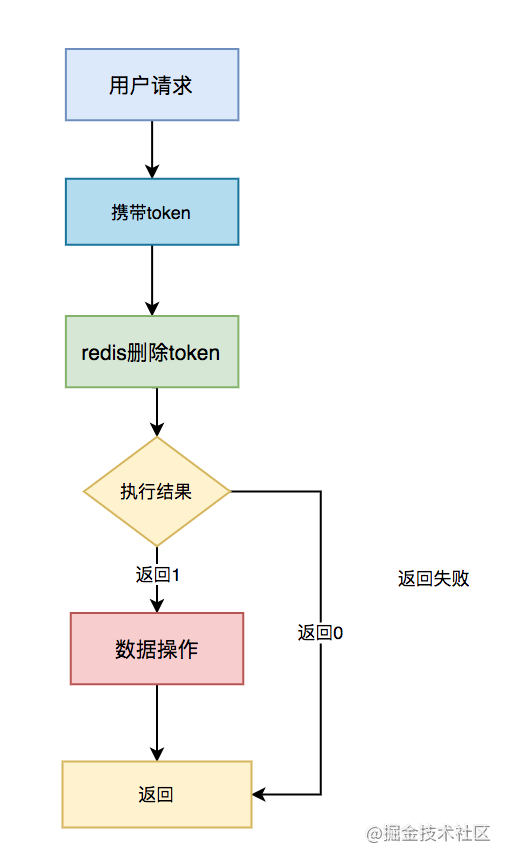 用户请求
携带token
redis删除token
执行结果
返回1
返回失败
返回0
数据操作
返回
@掘金技术社区